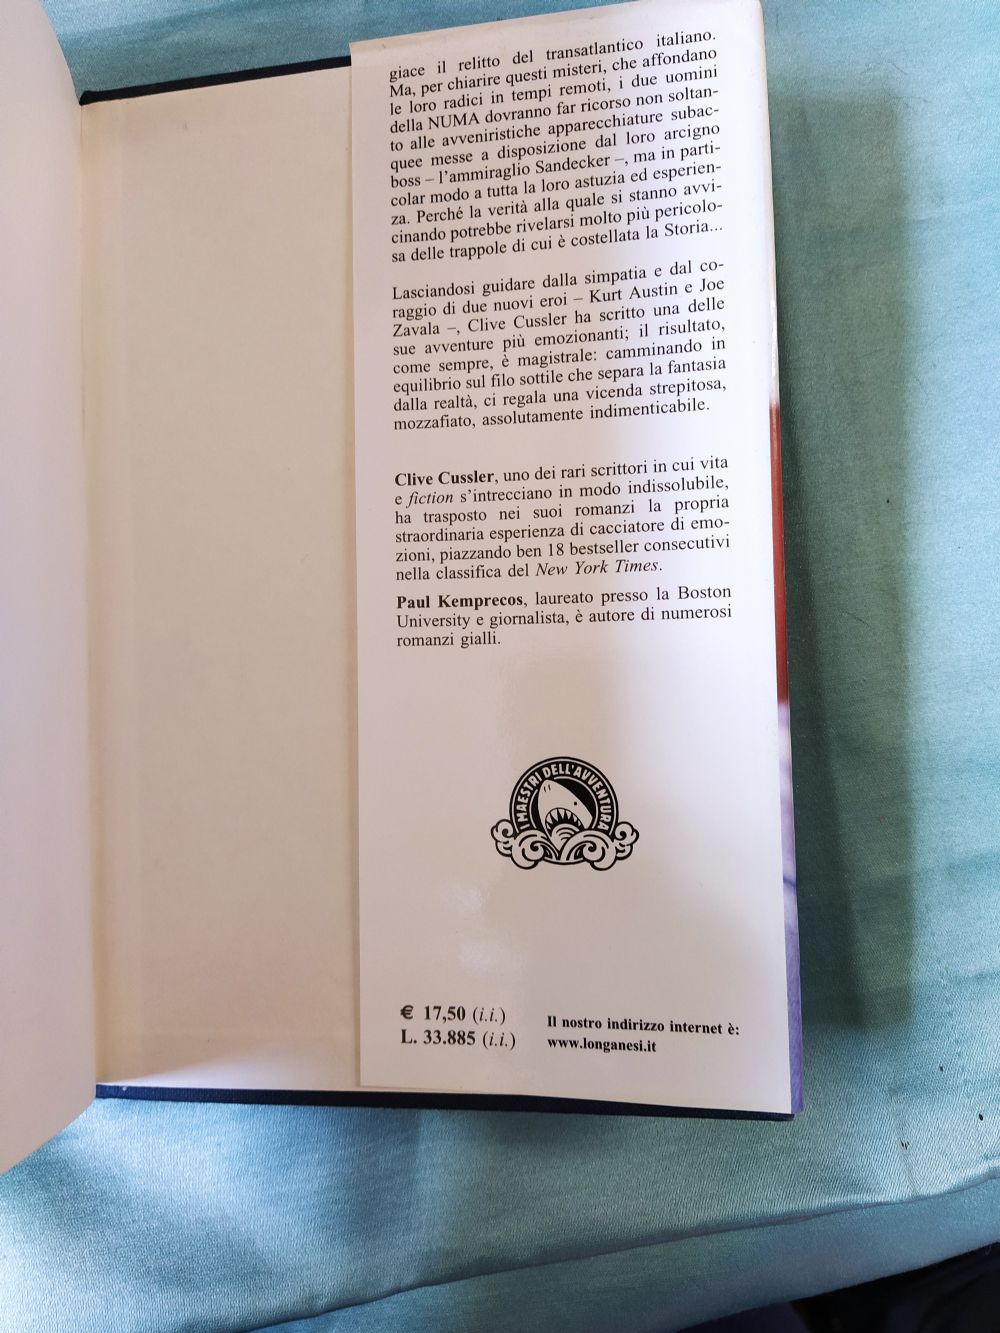 giace il relitto del transatlantico italiano.
Ma, per chiarire questi misteri, che affondano
le loro radici in tempi remoti, i due uomini
della NUMA dovranno far ricorso non soltan-
to alle avveniristiche apparecchiature subac-
quee messe a disposizione dal loro arcigno
boss – l'ammiraglio Sandecker –, ma in parti-
colar modo a tutta la loro astuzia ed esperien-
za. Perché la verità alla quale si stanno avvi-
cinando potrebbe rivelarsi molto più pericolo-
sa delle trappole di cui è costellata la Storia...
Lasciandosi guidare dalla simpatia e dal co-
raggio di due nuovi eroi – Kurt Austin e Joe
Zavala –, Clive Cussler ha scritto una delle
sue avventure più emozionanti; il risultato,
come sempre, è magistrale: camminando in
equilibrio sul filo sottile che separa la fantasia
dalla realtà, ci regala una vicenda strepitosa,
mozzafiato, assolutamente indimenticabile.
Clive Cussler, uno dei rari scrittori in cui vita
e fiction s'intrecciano in modo indissolubile,
ha trasposto nei suoi romanzi la propria
straordinaria esperienza di cacciatore di emo-
zioni, piazzando ben 18 bestseller consecutivi
nella classifica del New York Times.
Paul Kemprecos, laureato presso la Boston
University e giornalista, è autore di numerosi
romanzi gialli.
I MAESTRI DELL'AVVENTURA
€ 17,50 (i.i.)
L. 33.885 (i.i.)
Il nostro indirizzo internet è:
www.longanesi.it